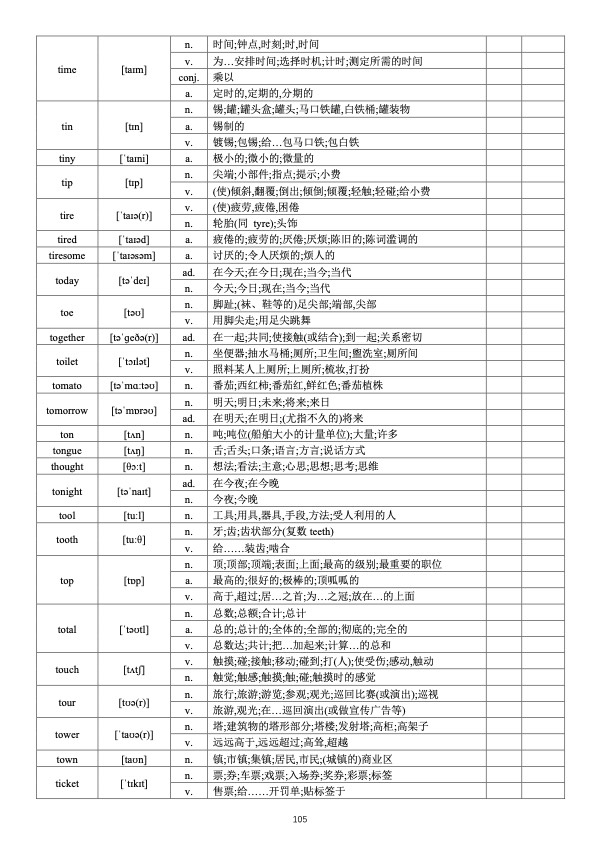 time [taɪm] n. 时间;钟点,时刻;时,时间
v. 为…安排时间;选择时机;计时;测定所需的时间
conj. 乘以
a. 定时的,定期的,分期的
tin [tɪn] n. 锡;罐;罐头盒;罐头;马口铁罐,白铁桶;罐装物
a. 锡制的
v. 镀锡;包锡;给…包马口铁;包白铁
tiny [ˈtaɪni] a. 极小的;微小的;微量的
tip [tɪp] n. 尖端;小部件;指点;提示;小费
v. (使)倾斜,翻覆;倒出;倾倒;倾覆;轻触;轻碰;给小费
tire [ˈtaɪə(r)] v. (使)疲劳,疲倦,困倦
n. 轮胎(同 tyre);头饰
tired [ˈtaɪəd] a. 疲倦的;疲劳的;厌倦;厌烦;陈旧的;陈词滥调的
tiresome [ˈtaɪəsəm] a. 讨厌的;令人厌烦的;烦人的
today [təˈdeɪ] ad. 在今天;在今日;现在;当今;当代
n. 今天;今日;现在;当今;当代
toe [təʊ] n. 脚趾;(袜、鞋等的)足尖部;端部,尖部
v. 用脚尖走;用足尖跳舞
together [təˈɡeðə(r)] ad. 在一起;共同;使接触(或结合);到一起;关系密切
toilet [ˈtɔɪlət] n. 坐便器;抽水马桶;厕所;卫生间;盥洗室;厕所间
v. 照料某人上厕所;上厕所;梳妆,打扮
tomato [təˈmɑːtəʊ] n. 番茄;西红柿;番茄红,鲜红色;番茄植株
tomorrow [təˈmɒrəʊ] n. 明天;明日;未来;将来;来日
ad. 在明天;在明日;(尤指不久的)将来
ton [tʌn] n. 吨;吨位(船舶大小的计量单位);大量;许多
tongue [tʌŋ] n. 舌;舌头;口条;语言;方言;说话方式
thought [θɔːt] n. 想法;看法;主意;心思;思想;思考;思维
tonight [təˈnaɪt] ad. 在今夜;在今晚
n. 今夜;今晚
tool [tuːl] n. 工具;用具,器具,手段,方法;受人利用的人
tooth [tuːθ] n. 牙;齿;齿状部分(复数 teeth)
v. 给……装齿;啮合
top [tɒp] n. 顶;顶部;顶端;表面;上面;最高的级别;最重要的职位
a. 最高的;很好的;极棒的;顶呱呱的
v. 高于,超过;居…之首;为…之冠;放在…的上面
total [ˈtəʊtl] n. 总数;总额;合计;总计
a. 总的;总计的;全体的;全部的;彻底的;完全的
v. 总数达;共计;把…加起来;计算…的总和
touch [tʌtʃ] v. 触摸;碰;接触;移动;碰到;打(人);使受伤;感动,触动
n. 触觉;触感;触摸;触;碰;触摸时的感觉
tour [tʊə(r)] n. 旅行;旅游;游览;参观;观光;巡回比赛(或演出);巡视
v. 旅游,观光;在…巡回演出(或做宣传广告等)
tower [ˈtaʊə(r)] n. 塔;建筑物的塔形部分;塔楼;发射塔;高柜;高架子
v. 远远高于,远远超过;高耸,超越
town [taʊn] n. 镇;市镇;集镇;居民,市民;(城镇的)商业区
ticket [ˈtɪkɪt] n. 票;券;车票;戏票;入场券;奖券;彩票;标签
v. 售票;给……开罚单;贴标签于
105